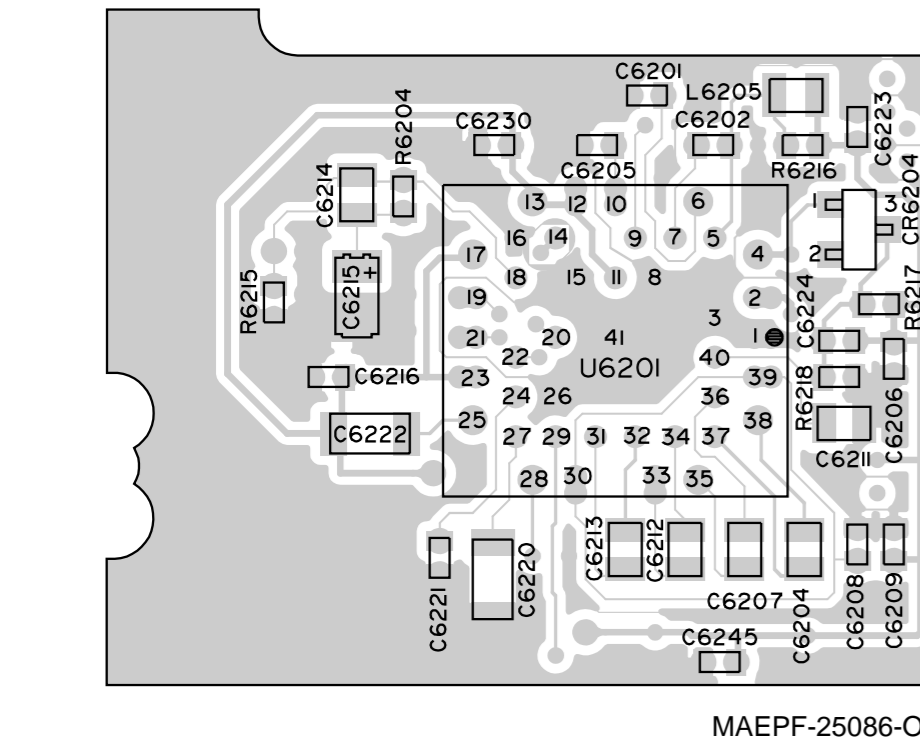 C6201
L6205
C6202
C6223
C6230
R6204
C6205
R6216
C6214
CR6204
1
3
2
13
12
10
6
16
14
9
7
5
17
4
18
15
11
8
19
2
21
20
41
3
1
22
40
U6201
23
39
24
26
36
25
38
27
29
31
32
34
37
28
30
33
35
R6215
C6215
+
C6224
R6217
C6216
R6218
C6206
C6222
C6211
C6213
C6212
C6220
C6221
C6207
C6204
C6208
C6209
C6245
MAEPF-25086-O